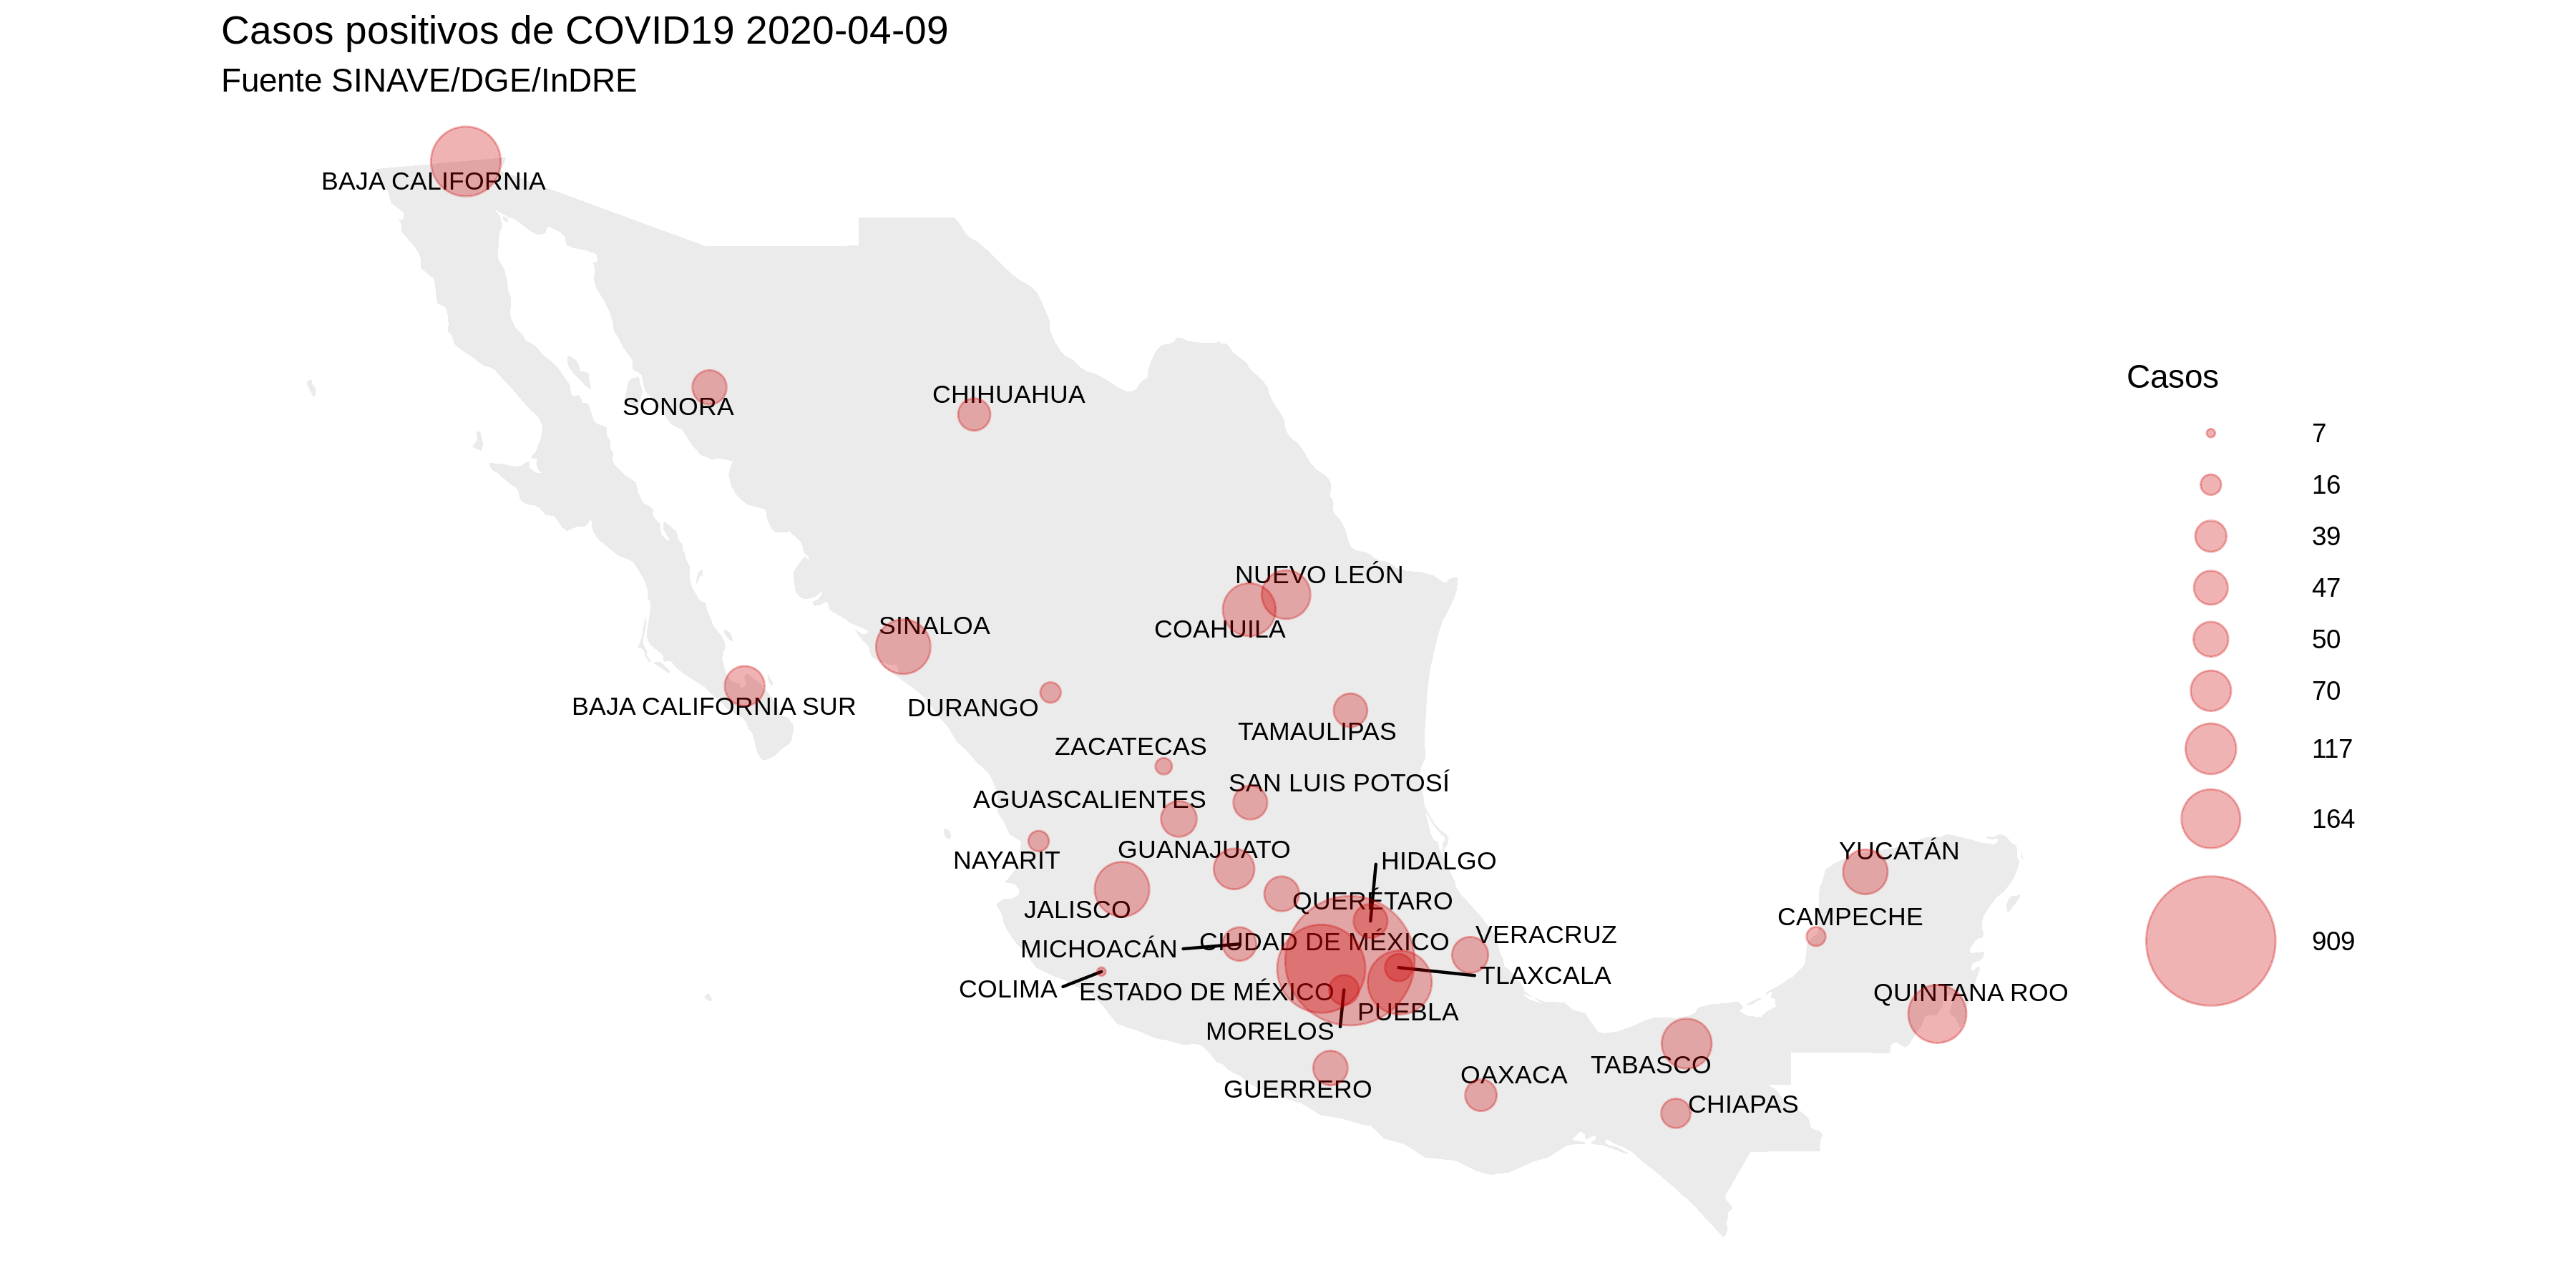 Casos positivos de COVID19 2020-04-09
Fuente SINAVE/DGE/InDRE
BAJA CALIFORNIA
SONORA
CHIHUAHUA
NUEVO LEÓN
COAHUILA
SINALOA
BAJA CALIFORNIA SUR
DURANGO
TAMAULIPAS
ZACATECAS
SAN LUIS POTOSÍ
AGUASCALIENTES
NAYARIT
GUANAJUATO
HIDALGO
JALISCO
QUERÉTARO
MICHOACÁN
CIUDAD DE MÉXICO
VERACRUZ
TLAXCALA
COLIMA
ESTADO DE MÉXICO
PUEBLA
MORELOS
GUERRERO
OAXACA
TABASCO
CHIAPAS
YUCATÁN
CAMPECHE
QUINTANA ROO
Casos
7
16
39
47
50
70
117
164
909